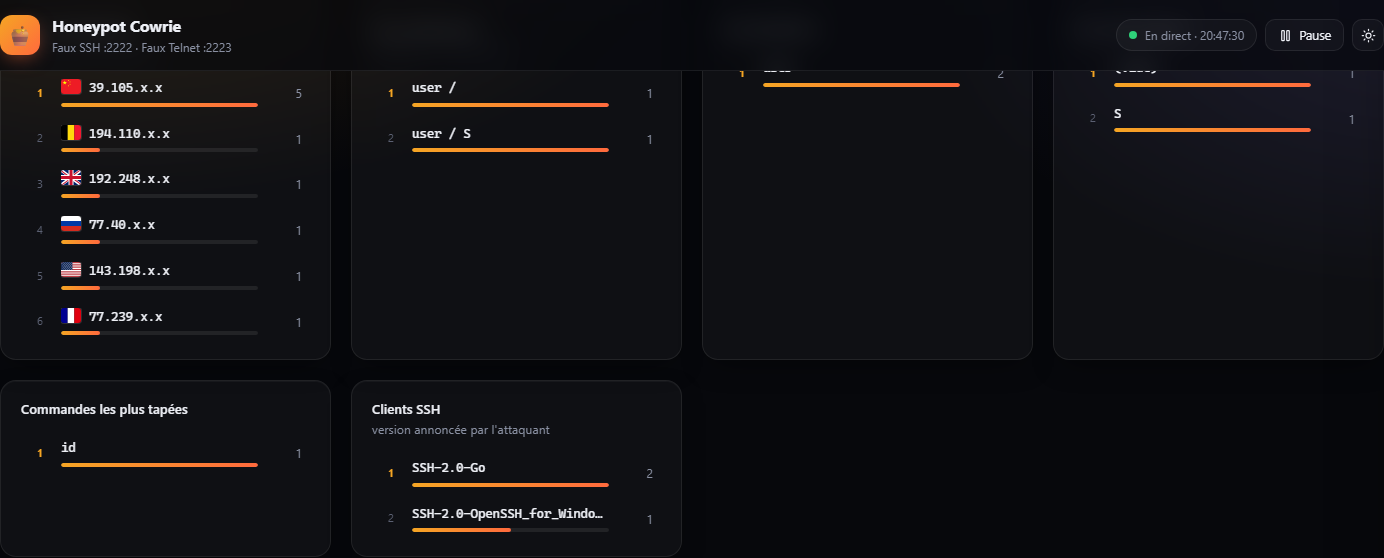 Honeypot Cowrie
Faux SSH :2222 · Faux Telnet :2223
En direct · 20:47:30
Pause
1 39.105.x.x 5
2 194.110.x.x 1
3 192.248.x.x 1
4 77.40.x.x 1
5 143.198.x.x 1
6 77.239.x.x 1
1 user / 1
2 user / S 1
1 2
1 1
2 S 1
Commandes les plus tapées
1 id 1
Clients SSH
version annoncée par l'attaquant
1 SSH-2.0-Go 2
2 SSH-2.0-OpenSSH_for_Windo… 1